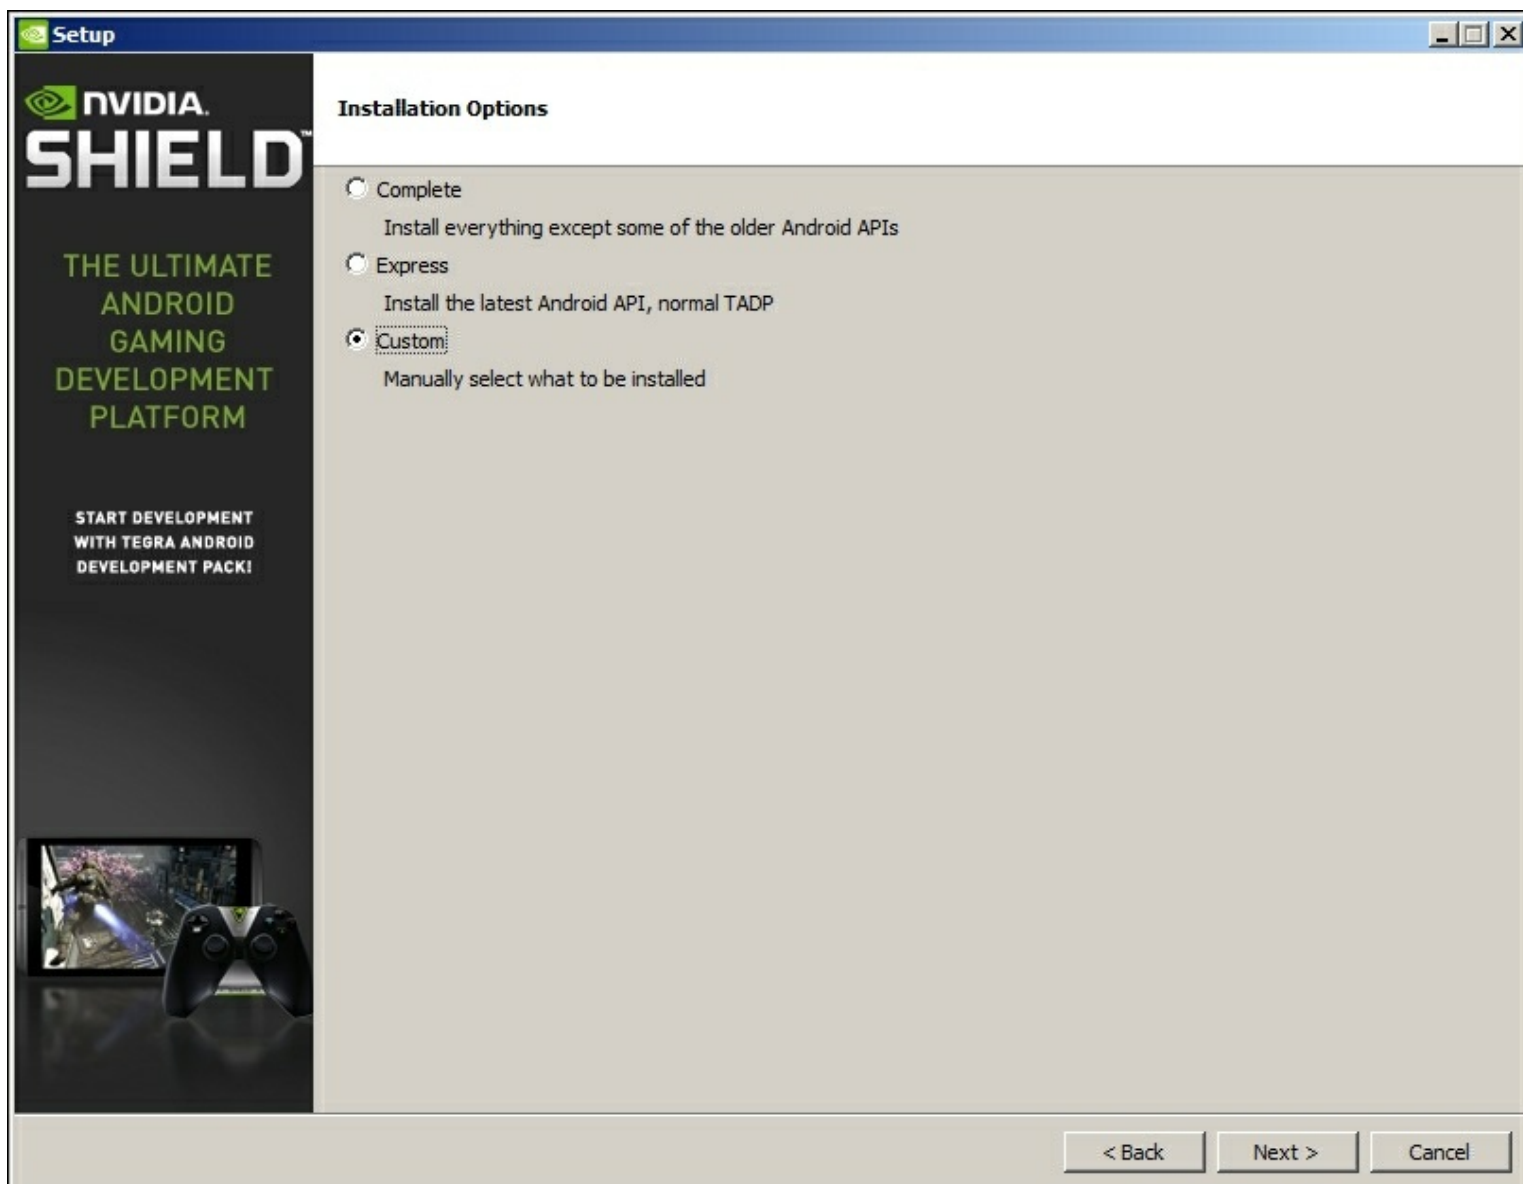 Setup
NVIDIA.
SHIELD™
THE ULTIMATE
ANDROID
GAMING
DEVELOPMENT
PLATFORM
START DEVELOPMENT
WITH TEGRA ANDROID
DEVELOPMENT PACK!
Installation Options
Complete
Install everything except some of the older Android APIs
Express
Install the latest Android API, normal TADP
Custom
Manually select what to be installed
< Back Next > Cancel